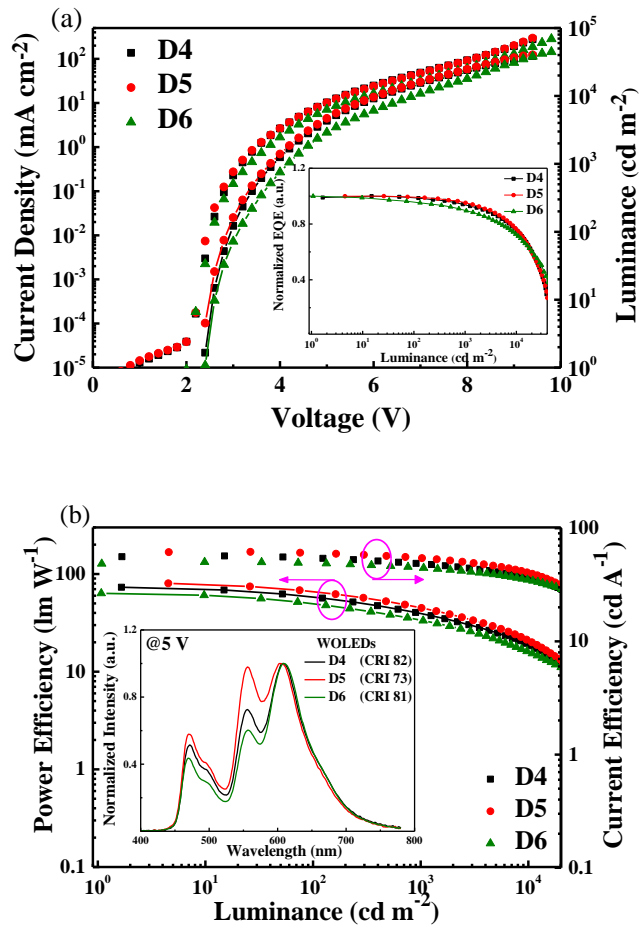 (a)
Current Density (mA cm-2)
10²
10¹
10⁰
10⁻¹
10⁻²
10⁻³
10⁻⁴
10⁻⁵
D4
D5
D6
10⁵
10⁴
10³
10²
10¹
10⁰
Luminance (cd m-2)
Normalized EQE (a.u.)
1.2
0.8
0.4
D4
D5
D6
10⁰ 10¹ 10² 10³ 10⁴
Luminance (cd m-2)
0 2 4 6 8 10
Voltage (V)
(b)
Power Efficiency (lm W-1)
100
10
1
0.1
100
10
1
0.1
Current Efficiency (cd A-1)
@5 V
WOLEDs
D4 (CRI 82)
D5 (CRI 73)
D6 (CRI 81)
Normalized Intensity (a.u.)
1.2
0.8
0.4
400 500 600 700 800
Wavelength (nm)
D4
D5
D6
10⁰ 10¹ 10² 10³ 10⁴
Luminance (cd m-2)